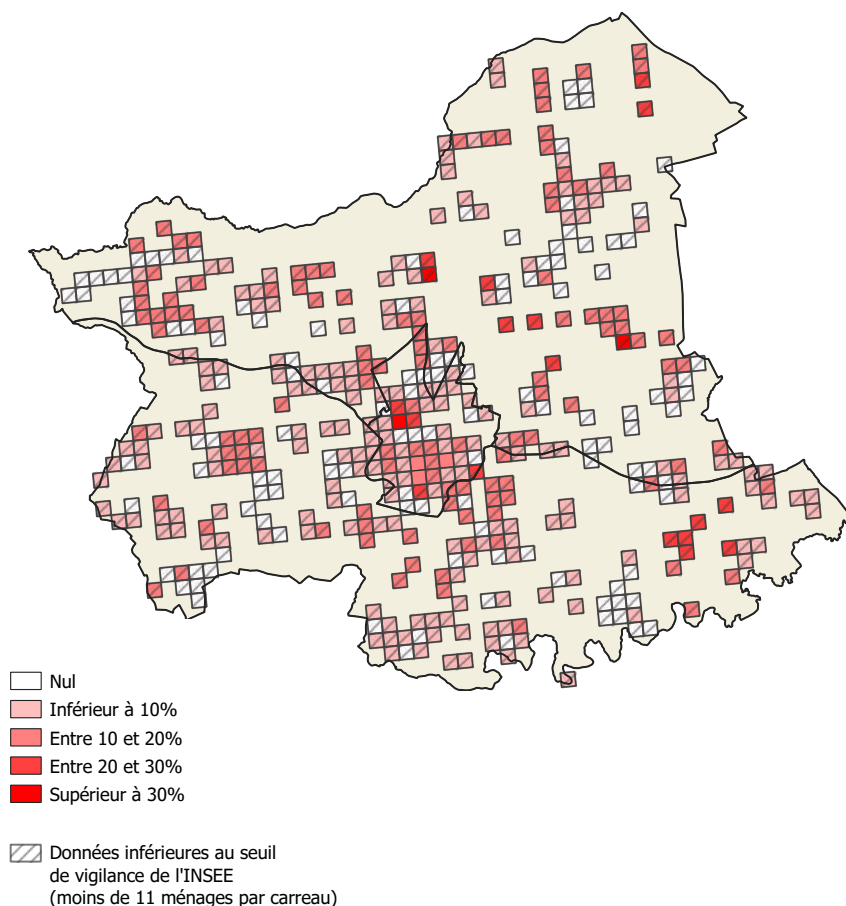 Nul
Inférieur à 10%
Entre 10 et 20%
Entre 20 et 30%
Supérieur à 30%
Données inférieures au seuil
de vigilance de l'INSEE
(moins de 11 ménages par carreau)